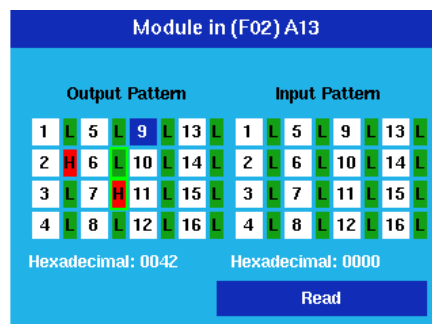 Module in (F02) A13
Output Pattern Input Pattern
1 L 5 L 9 L 13 L 1 L 5 L 9 L 13 L
2 H 6 L 10 L 14 L 2 L 6 L 10 L 14 L
3 L 7 H 11 L 15 L 3 L 7 L 11 L 15 L
4 L 8 L 12 L 16 L 4 L 8 L 12 L 16 L
Hexadecimal: 0042 Hexadecimal: 0000
Read